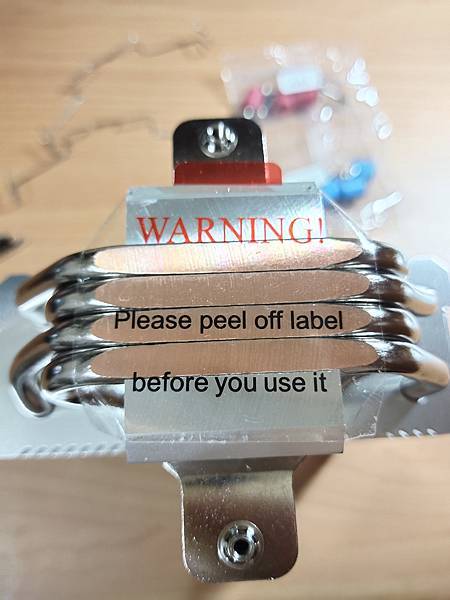 WARNING!
Please peel off label
before you use it